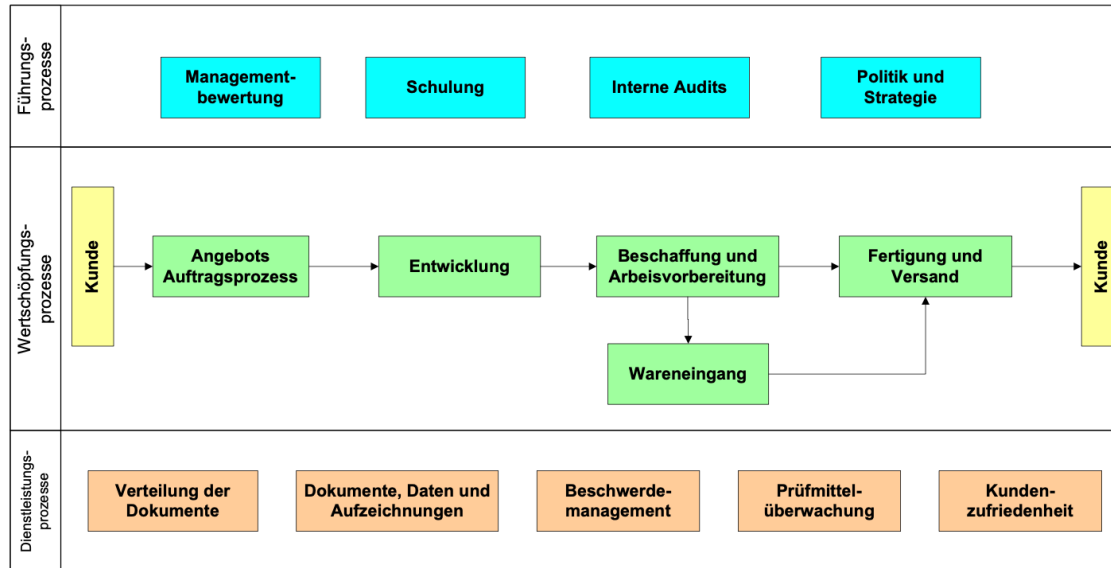 Führungs-
prozesse
Management-
bewertung
Schulung
Interne Audits
Politik und
Strategie
Wertschöpfungs-
prozesse
Kunde
Angebots
Auftragsprozess
Entwicklung
Beschaffung und
Arbeisvorbereitung
Fertigung und
Versand
Kunde
Wareneingang
Dienstleistungs-
prozesse
Verteilung der
Dokumente
Dokumente, Daten und
Aufzeichnungen
Beschwerde-
management
Prüfmittel-
überwachung
Kunden-
zufriedenheit